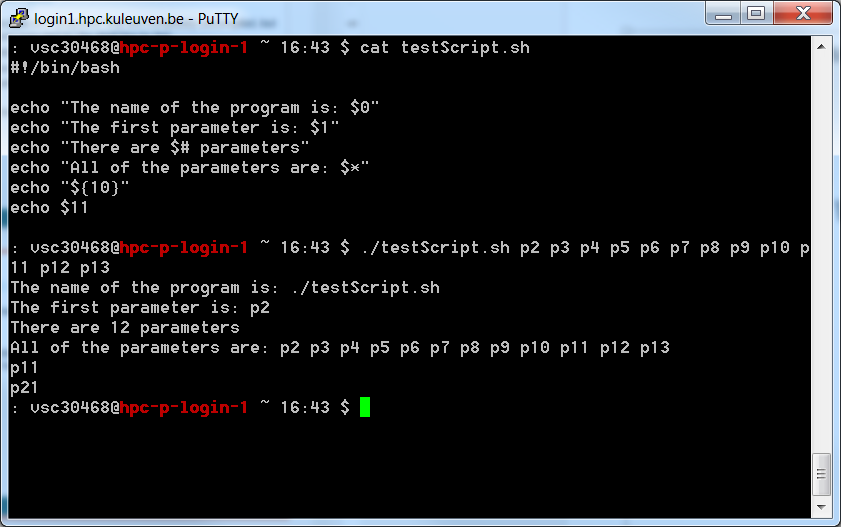 login1.hpc.kuleuven.be - PuTTY
: vsc30468@hpc-p-login-1 ~ 16:43 $ cat testScript.sh
#!/bin/bash
echo "The name of the program is: $0"
echo "The first parameter is: $1"
echo "There are $# parameters"
echo "All of the parameters are: $*"
echo "${10}"
echo $11
: vsc30468@hpc-p-login-1 ~ 16:43 $ ./testScript.sh p2 p3 p4 p5 p6 p7 p8 p9 p10 p
11 p12 p13
The name of the program is: ./testScript.sh
The first parameter is: p2
There are 12 parameters
All of the parameters are: p2 p3 p4 p5 p6 p7 p8 p9 p10 p11 p12 p13
p11
p21
: vsc30468@hpc-p-login-1 ~ 16:43 $